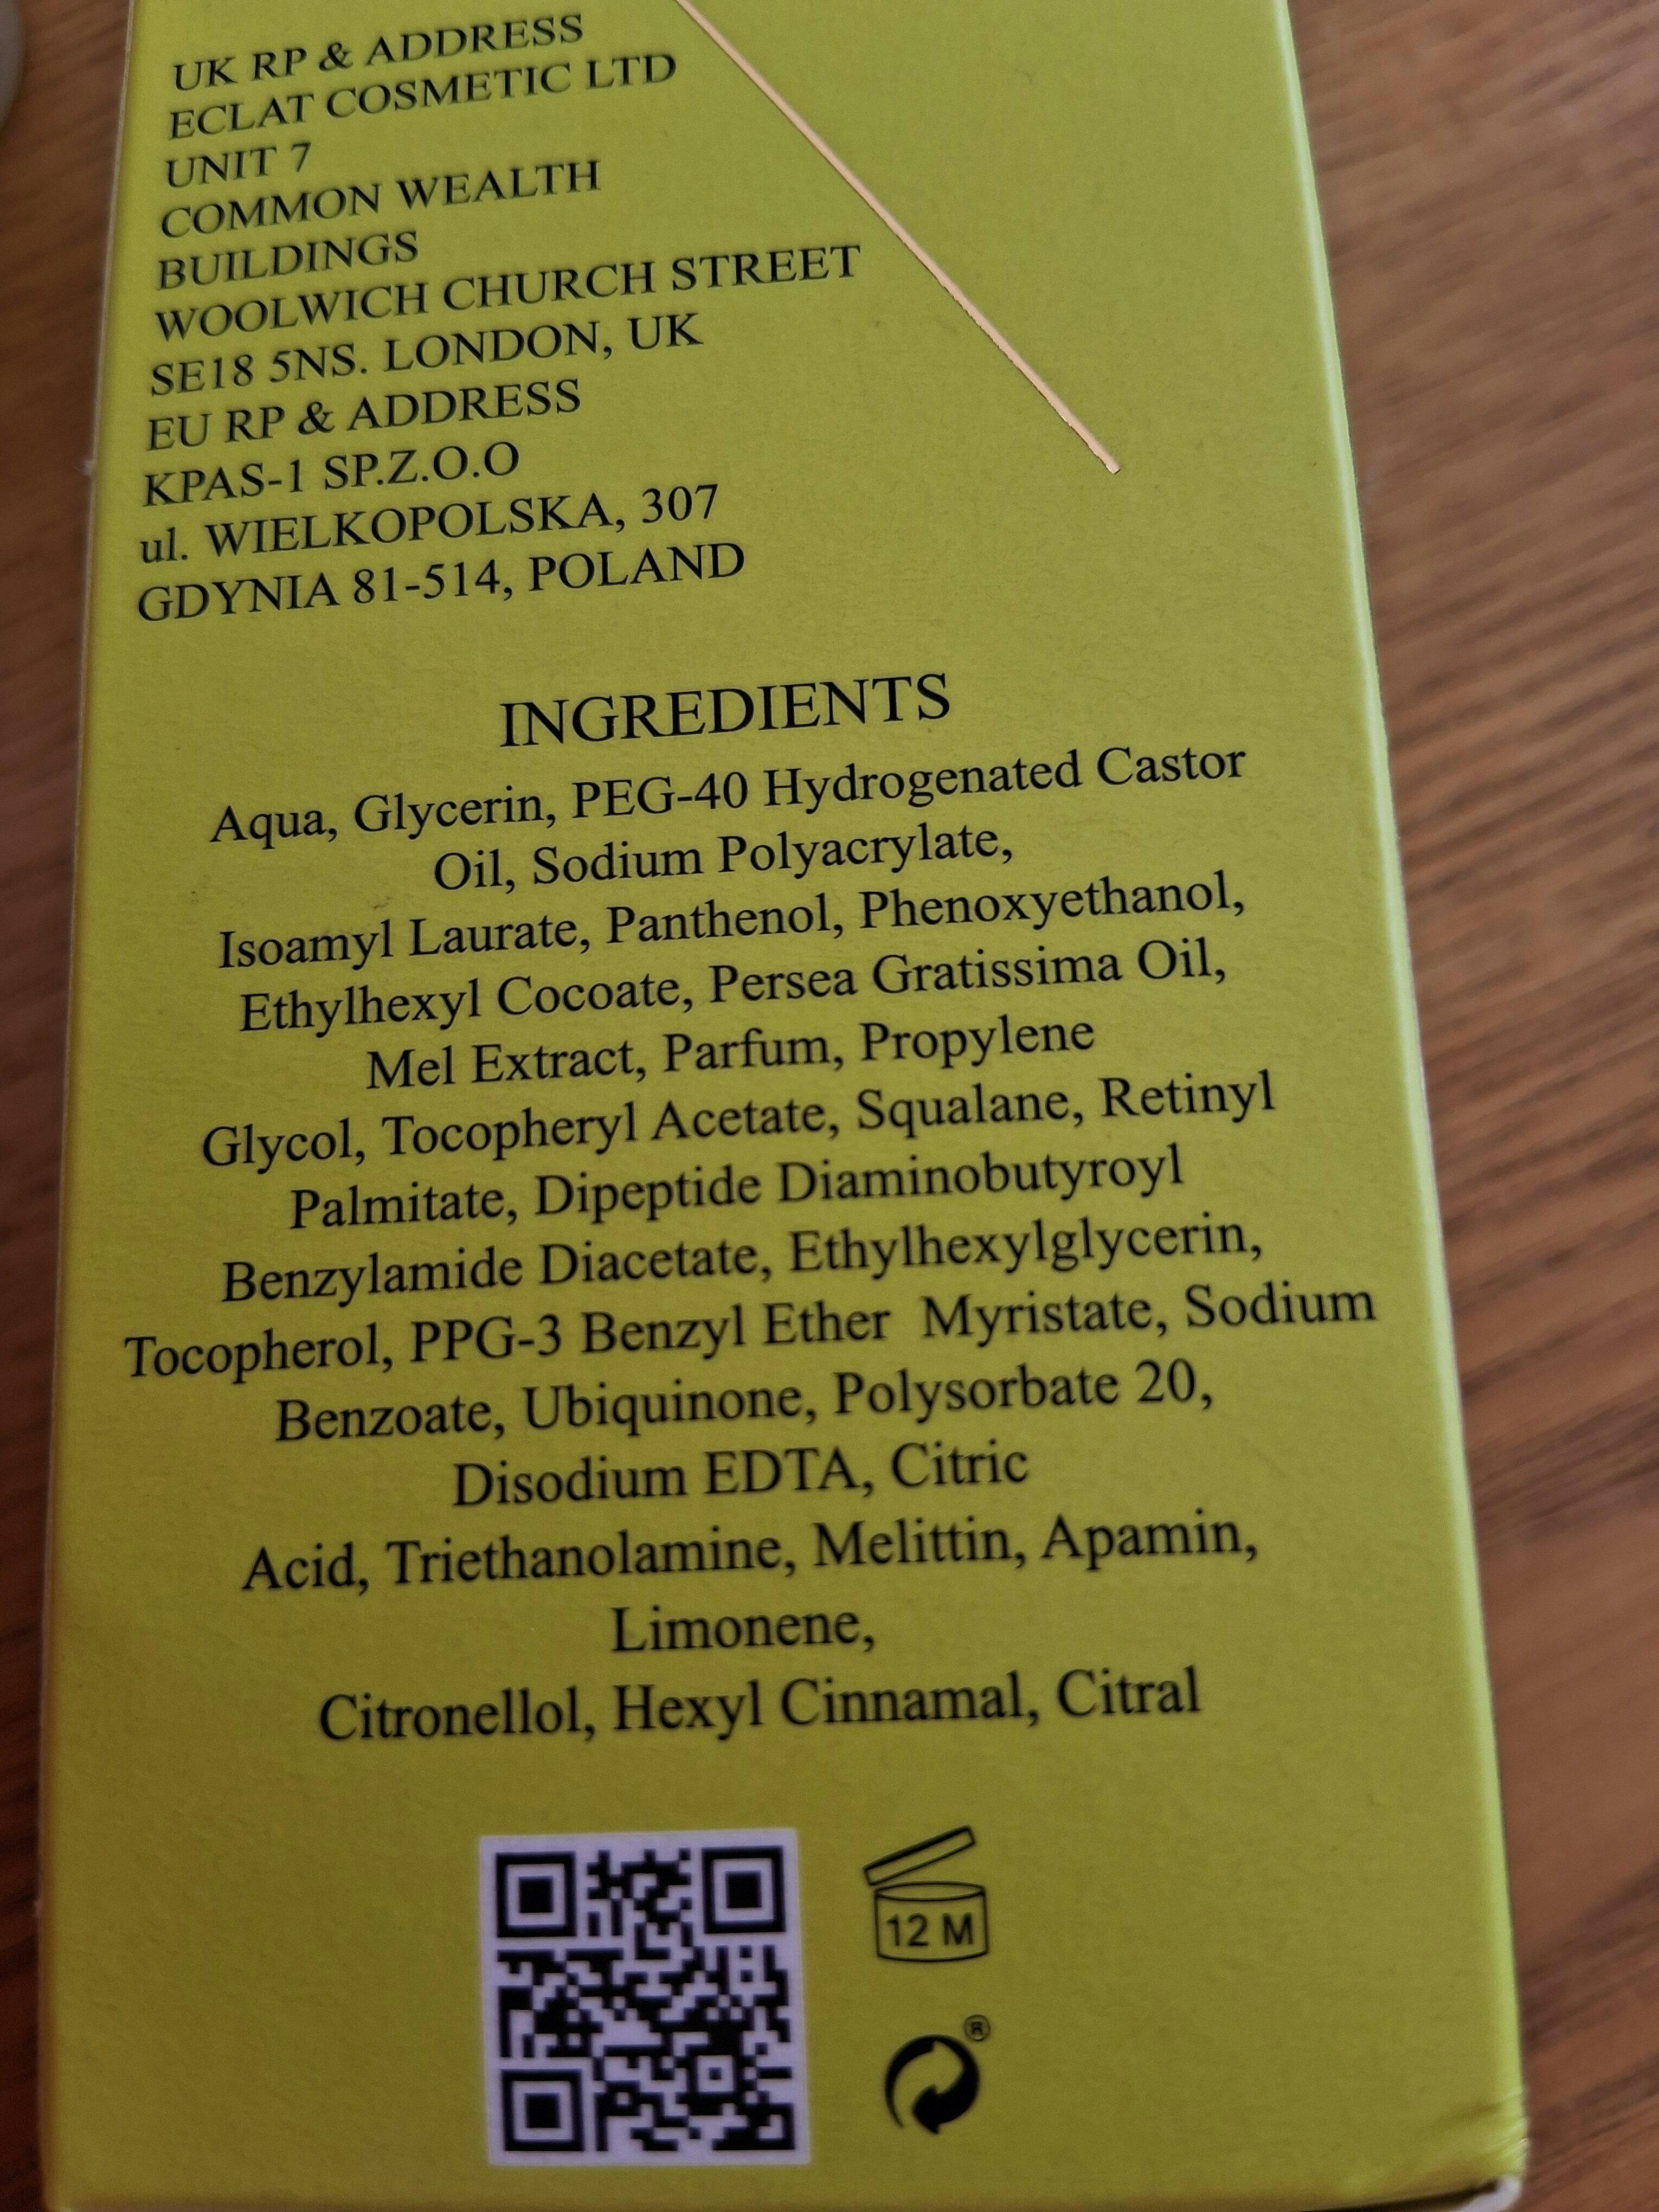 UK RP & ADDRESS
ECLAT COSMETIC LTD
UNIT 7
COMMON WEALTH
BUILDINGS
WOOLWICH CHURCH STREET
SE18 5NS. LONDON, UK
EU RP & ADDRESS
KPAS-1 SP.Z.O.O
ul. WIELKOPOLSKA, 307
GDYNIA 81-514, POLAND
INGREDIENTS
Aqua, Glycerin, PEG-40 Hydrogenated Castor
Oil, Sodium Polyacrylate,
Isoamyl Laurate, Panthenol, Phenoxyethanol,
Ethylhexyl Cocoate, Persea Gratissima Oil,
Mel Extract, Parfum, Propylene
Glycol, Tocopheryl Acetate, Squalane, Retinyl
Palmitate, Dipeptide Diaminobutyroyl
Benzylamide Diacetate, Ethylhexylglycerin,
Tocopherol, PPG-3 Benzyl Ether Myristate, Sodium
Benzoate, Ubiquinone, Polysorbate 20,
Disodium EDTA, Citric
Acid, Triethanolamine, Melittin, Apamin,
Limonene,
Citronellol, Hexyl Cinnamal, Citral
12 M
®